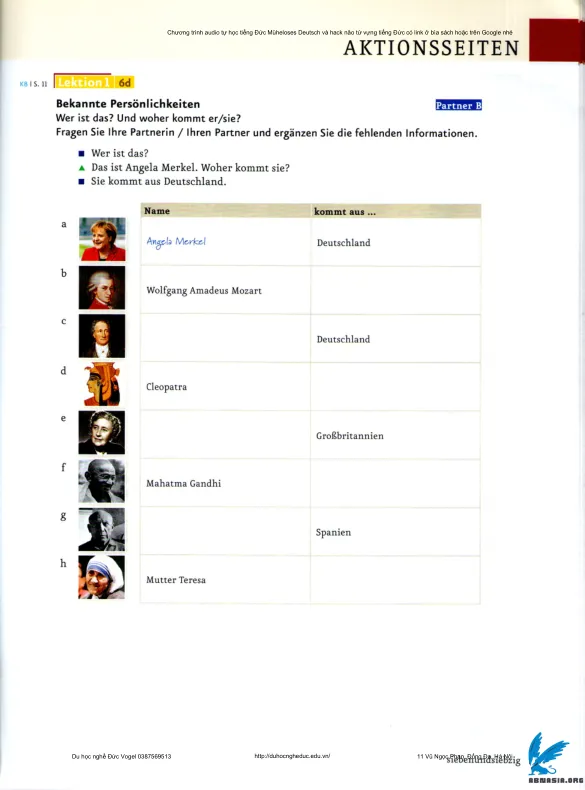 Chương trình audio tự học tiếng Đức Müheloses Deutsch và hack não từ vựng tiếng Đức có link ở bìa sách hoặc trên Google nhé
AKTIONSSEITEN
KB | S. 11 Lektion 1 6d
Bekannte Persönlichkeiten Partner B
Wer ist das? Und woher kommt er/sie?
Fragen Sie Ihre Partnerin / Ihren Partner und ergänzen Sie die fehlenden Informationen.
■ Wer ist das?
▲ Das ist Angela Merkel. Woher kommt sie?
■ Sie kommt aus Deutschland.
Name kommt aus ...
a Angela Merkel Deutschland
b Wolfgang Amadeus Mozart
c Deutschland
d Cleopatra
e Großbritannien
f Mahatma Gandhi
g Spanien
h Mutter Teresa
Du học nghề Đức Vogel 0387569513 http://duhocngheduc.edu.vn/ 11 Vũ Ngọc Phan, Đống Đa, Hà Nội
siebenundsiebzig
ABMASIA.ORG